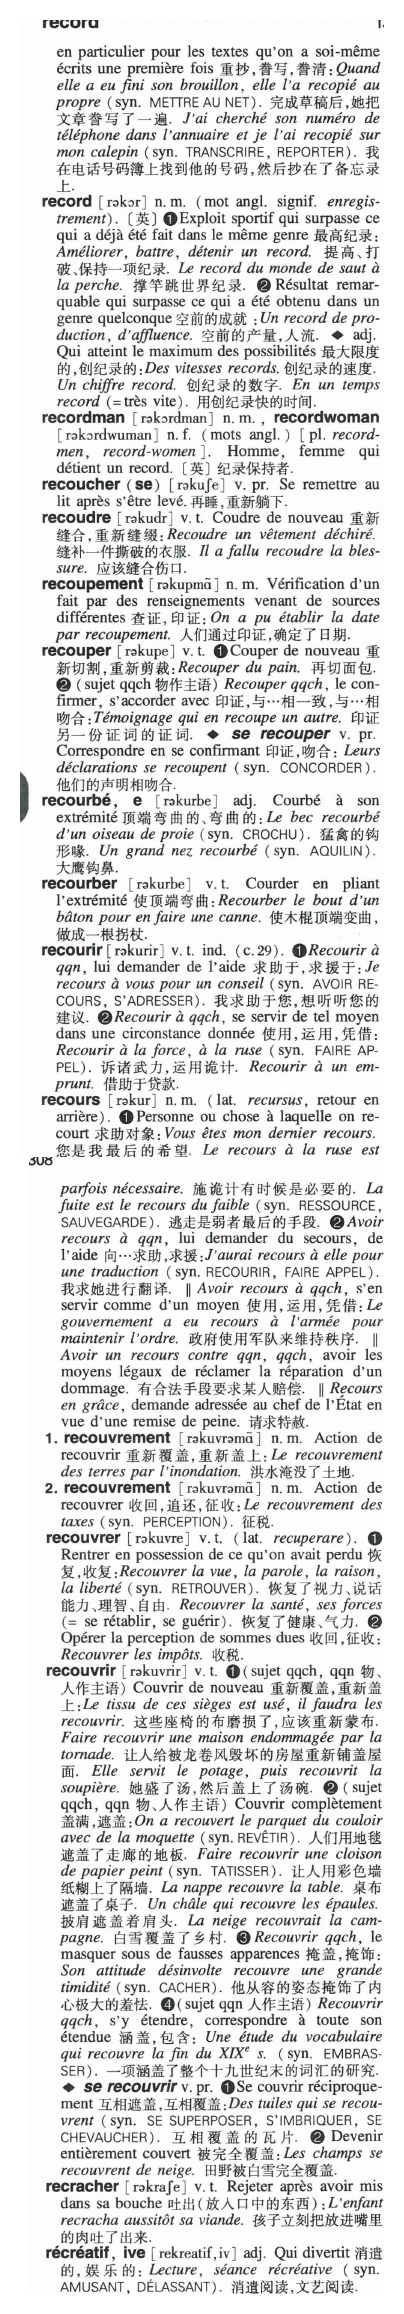 record
en particulier pour les textes qu'on a soi-même
écrites une première fois 重抄,誊写,誊清:Quand
elle a eu fini son brouillon, elle l'a recopié au
propre (syn. METTRE AU NET). 完成草稿后,她把
文章誊写了一遍. J'ai cherché son numéro de
téléphone dans l'annuaire et je l'ai recopié sur
mon calepin (syn. TRANSCRIRE, REPORTER). 我
在电话号码簿上找到他的号码,然后抄在了备忘录
上.
record [rəkɔr] n. m. (mot angl. signif. enregis-
trement). 〔英〕 ❶Exploit sportif qui surpasse ce
qui a déjà été fait dans le même genre 最高纪录:
Améliorer, battre, détenir un record. 提高、打
破、保持一项纪录. Le record du monde de saut à
la perche. 撑竿跳世界纪录. ❷Résultat remar-
quable qui surpasse ce qui a été obtenu dans un
genre quelconque 空前的成就:Un record de pro-
duction, d'affluence. 空前的产量,人流. ◆ adj.
Qui atteint le maximum des possibilités 最大限度
的,创纪录的:Des vitesses records. 创纪录的速度.
Un chiffre record. 创纪录的数字. En un temps
record (=très vite). 用创纪录快的时间.
recordman [rəkɔrdman] n. m., recordwoman
[rəkɔrdwuman] n. f. (mots angl.) [pl. record-
men, record-women]. Homme, femme qui
détient un record. 〔英〕纪录保持者.
recoucher (se) [rəkuʃe] v. pr. Se remettre au
lit après s'être levé. 再睡,重新躺下.
recoudre [rəkudr] v. t. Coudre de nouveau 重新
缝合,重新缝缀:Recoudre un vêtement déchiré.
缝补一件撕破的衣服. Il a fallu recoudre la bles-
sure. 应该缝合伤口.
recoupement [rəkupmɑ̃] n. m. Vérification d'un
fait par des renseignements venant de sources
différentes 查证,印证:On a pu établir la date
par recoupement. 人们通过印证,确定了日期.
recouper [rəkupe] v. t. ❶Couper de nouveau 重
新切割,重新剪裁:Recouper du pain. 再切面包.
❷(sujet qqch 物作主语) Recouper qqch, le con-
firmer, s'accorder avec 印证,与…相一致,与…相
吻合:Témoignage qui en recoupe un autre. 印证
另一份证词的证词. ◆ se recouper v. pr.
Correspondre en se confirmant 印证,吻合: Leurs
déclarations se recoupent (syn. CONCORDER).
他们的声明相吻合.
recourbé, e [rəkurbe] adj. Courbé à son
extrémité 顶端弯曲的、弯曲的:Le bec recourbé
d'un oiseau de proie (syn. CROCHU). 猛禽的钩
形喙. Un grand nez recourbé (syn. AQUILIN).
大鹰钩鼻.
recourber [rəkurbe] v. t. Courder en pliant
l'extrémité 使顶端弯曲:Recourber le bout d'un
bâton pour en faire une canne. 使木棍顶端变曲,
做成一根拐杖.
recourir [rəkurir] v. t. ind. (c. 29). ❶Recourir à
qqn, lui demander de l'aide 求助于,求援于:Je
recours à vous pour un conseil (syn. AVOIR RE-
COURS, S'ADRESSER). 我求助于您,想听听您的
建议. ❷Recourir à qqch, se servir de tel moyen
dans une circonstance donnée 使用,运用,凭借:
Recourir à la force, à la ruse (syn. FAIRE AP-
PEL). 诉诸武力,运用诡计. Recourir à un em-
prunt. 借助于贷款.
recours [rəkur] n. m. (lat. recursus, retour en
arrière). ❶Personne ou chose à laquelle on re-
court 求助对象:Vous êtes mon dernier recours.
您是我最后的希望. Le recours à la ruse est
308
parfois nécessaire. 施诡计有时候是必要的. La
fuite est le recours du faible (syn. RESSOURCE,
SAUVEGARDE). 逃走是弱者最后的手段. ❷Avoir
recours à qqn, lui demander du secours, de
l'aide 向…求助,求援:J'aurai recours à elle pour
une traduction (syn. RECOURIR, FAIRE APPEL).
我求她进行翻译. ‖ Avoir recours à qqch, s'en
servir comme d'un moyen 使用,运用,凭借:Le
gouvernement a eu recours à l'armée pour
maintenir l'ordre. 政府使用军队来维持秩序. ‖
Avoir un recours contre qqn, qqch, avoir les
moyens légaux de réclamer la réparation d'un
dommage. 有合法手段要求某人赔偿. ‖ Recours
en grâce, demande adressée au chef de l'État en
vue d'une remise de peine. 请求特赦.
1. recouvrement [rəkuvrəmɑ̃] n. m. Action de
recouvrir 重新覆盖,重新盖上:Le recouvrement
des terres par l'inondation. 洪水淹没了土地.
2. recouvrement [rəkuvrəmɑ̃] n. m. Action de
recouvrer 收回,追还,征收:Le recouvrement des
taxes (syn. PERCEPTION). 征税.
recouvrer [rəkuvre] v. t. (lat. recuperare). ❶
Rentrer en possession de ce qu'on avait perdu 恢
复,收复:Recouvrer la vue, la parole, la raison,
la liberté (syn. RETROUVER). 恢复了视力、说话
能力、理智、自由. Recouvrer la santé, ses forces
(= se rétablir, se guérir). 恢复了健康、气力. ❷
Opérer la perception de sommes dues 收回,征收:
Recouvrer les impôts. 收税.
recouvrir [rəkuvrir] v. t. ❶(sujet qqch, qqn 物、
人作主语) Couvrir de nouveau 重新覆盖,重新盖
上:Le tissu de ces sièges est usé, il faudra les
recouvrir. 这些座椅的布磨损了,应该重新蒙布.
Faire recouvrir une maison endommagée par la
tornade. 让人给被龙卷风毁坏的房屋重新铺盖屋
面. Elle servit le potage, puis recouvrit la
soupière. 她盛了汤,然后盖上了汤碗. ❷(sujet
qqch, qqn 物、人作主语) Couvrir complètement
盖满,遮盖:On a recouvert le parquet du couloir
avec de la moquette (syn. REVÊTIR). 人们用地毯
遮盖了走廊的地板. Faire recouvrir une cloison
de papier peint (syn. TATISSER). 让人用彩色墙
纸糊上了隔墙. La nappe recouvre la table. 桌布
遮盖了桌子. Un châle qui recouvre les épaules.
披肩遮盖着肩头. La neige recouvrait la cam-
pagne. 白雪覆盖了乡村. ❸Recouvrir qqch, le
masquer sous de fausses apparences 掩盖,掩饰:
Son attitude désinvolte recouvre une grande
timidité (syn. CACHER). 他从容的姿态掩饰了内
心极大的羞怯. ❹(sujet qqn 人作主语) Recouvrir
qqch, s'y étendre, correspondre à toute son
étendue 涵盖,包含: Une étude du vocabulaire
qui recouvre la fin du XIXe s. (syn. EMBRAS-
SER). 一项涵盖了整个十九世纪末的词汇的研究.
◆ se recouvrir v. pr. ❶Se couvrir réciproque-
ment 互相遮盖,互相覆盖:Des tuiles qui se recou-
vrent (syn. SE SUPERPOSER, S'IMBRIQUER, SE
CHEVAUCHER). 互相覆盖的瓦片. ❷ Devenir
entièrement couvert 被完全覆盖:Les champs se
recouvrent de neige. 田野被白雪完全覆盖.
recracher [rəkraʃe] v. t. Rejeter après avoir mis
dans sa bouche 吐出(放入口中的东西):L'enfant
recracha aussitôt sa viande. 孩子立刻把放进嘴里
的肉吐了出来.
récréatif, ive [rekreatif,iv] adj. Qui divertit 消遣
的,娱乐的: Lecture, séance récréative (syn.
AMUSANT, DÉLASSANT). 消遣阅读,文艺阅读.